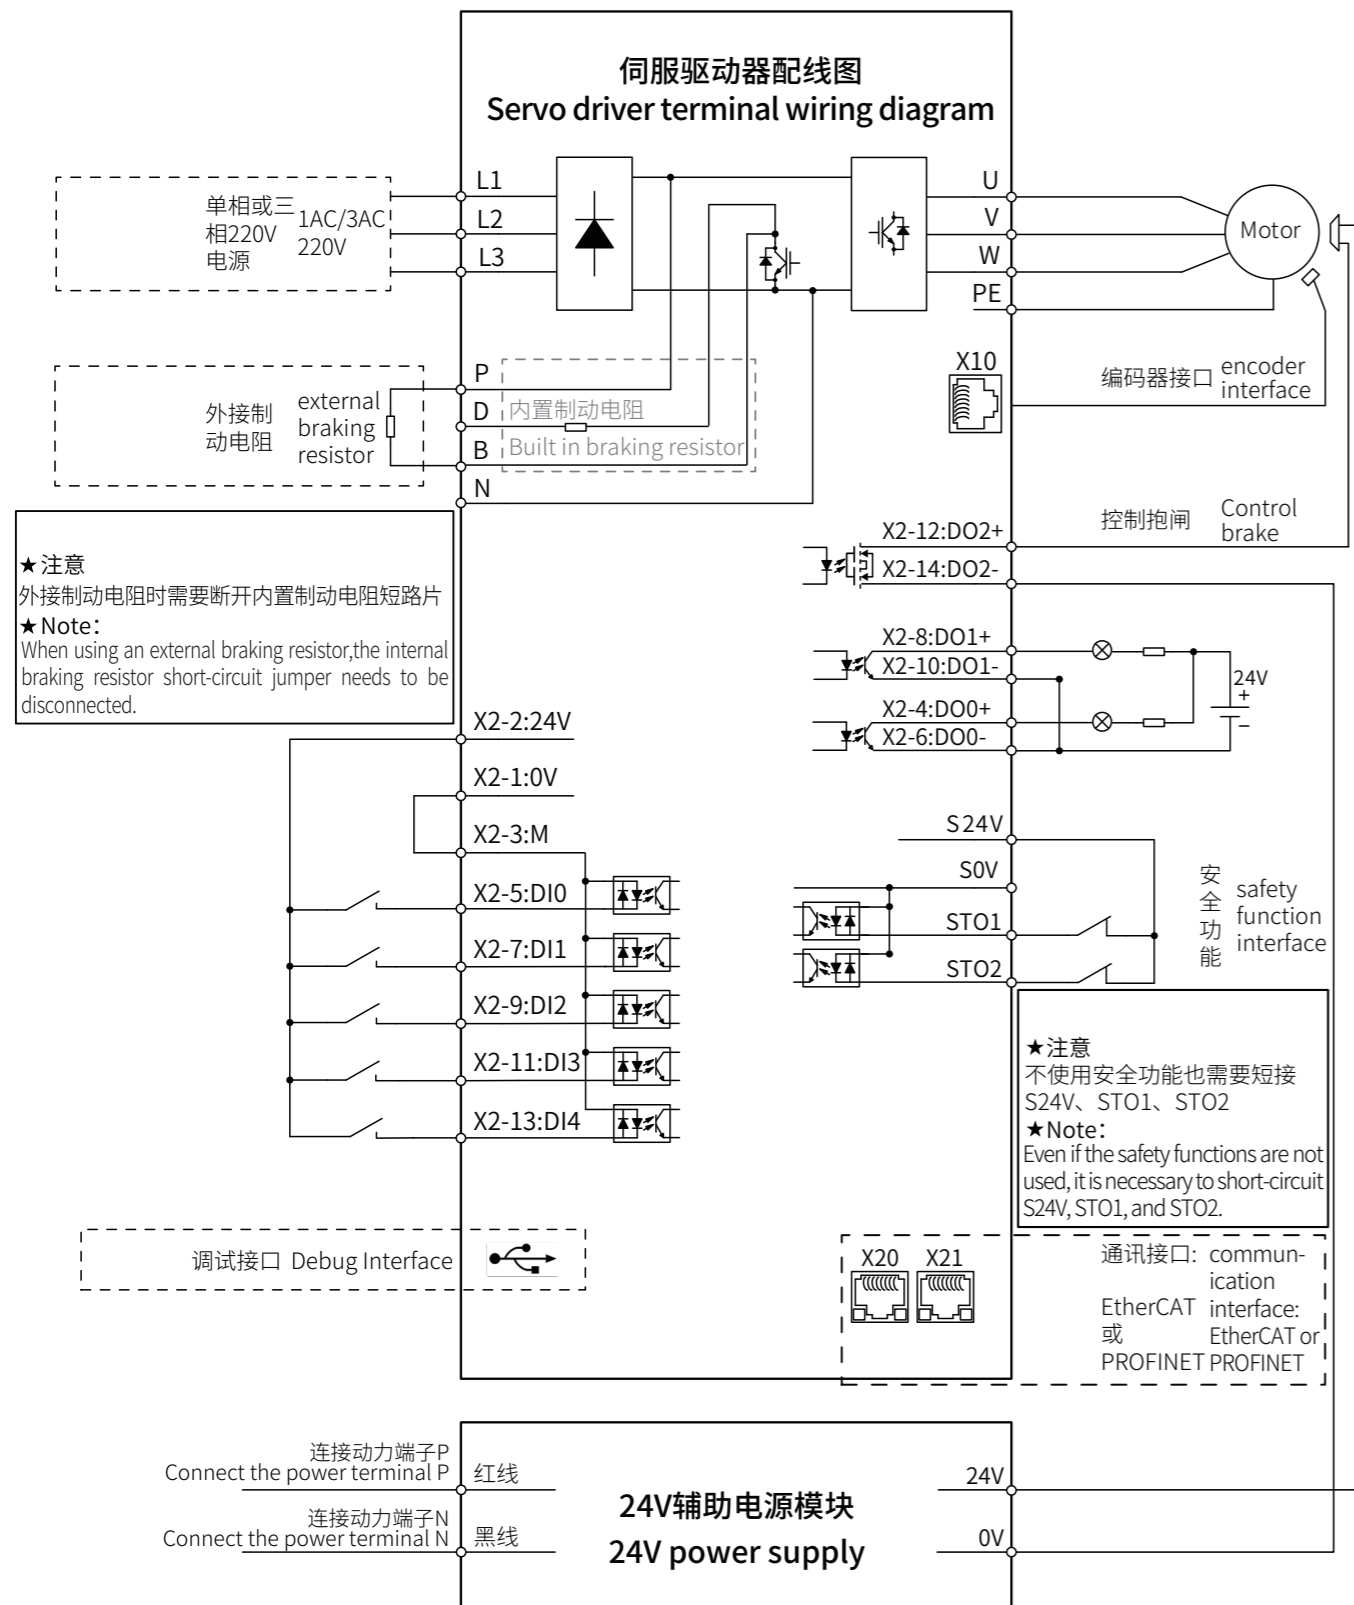 伺服驱动器配线图
Servo driver terminal wiring diagram
单相或三
相220V
电源
1AC/3AC
220V
L1
L2
L3
U
V
W
PE
Motor
X10
编码器接口
encoder
interface
外接制
动电阻
external
braking
resistor
P
D
B
N
内置制动电阻
Built in braking resistor
控制抱闸
Control
brake
★注意
外接制动电阻时需要断开内置制动电阻短路片
★Note：
When using an external braking resistor,the internal
braking resistor short-circuit jumper needs to be
disconnected.
X2-12:DO2+
X2-14:DO2-
X2-8:DO1+
X2-10:DO1-
X2-4:DO0+
X2-6:DO0-
24V
+
−
X2-2:24V
X2-1:0V
X2-3:M
X2-5:DI0
X2-7:DI1
X2-9:DI2
X2-11:DI3
X2-13:DI4
S24V
S0V
STO1
STO2
安全功能
safety
function
interface
★注意
不使用安全功能也需要短接
S24V、STO1、STO2
★Note：
Even if the safety functions are not
used, it is necessary to short-circuit
S24V, STO1, and STO2.
调试接口 Debug Interface
X20
X21
通讯接口:
EtherCAT
或
PROFINET
commun-
ication
interface:
EtherCAT or
PROFINET
连接动力端子P
Connect the power terminal P
红线
连接动力端子N
Connect the power terminal N
黑线
24V辅助电源模块
24V power supply
24V
0V